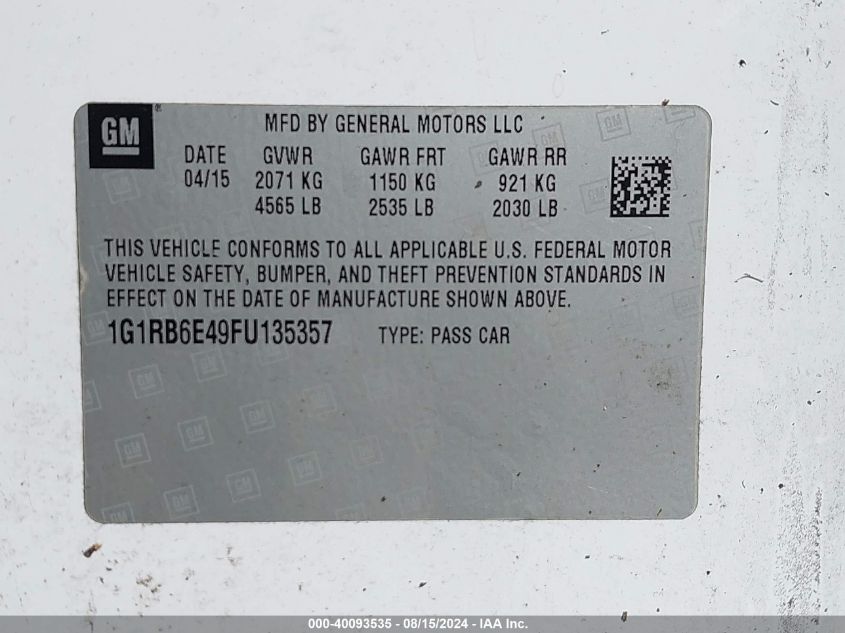 GM ®
MFD BY GENERAL MOTORS LLC
DATE GVWR GAWR FRT GAWR RR
04/15 2071 KG 1150 KG 921 KG
4565 LB 2535 LB 2030 LB
THIS VEHICLE CONFORMS TO ALL APPLICABLE U.S. FEDERAL MOTOR
VEHICLE SAFETY, BUMPER, AND THEFT PREVENTION STANDARDS IN
EFFECT ON THE DATE OF MANUFACTURE SHOWN ABOVE.
1G1RB6E49FU135357 TYPE: PASS CAR
000-40093535 - 08/15/2024 - IAA Inc.